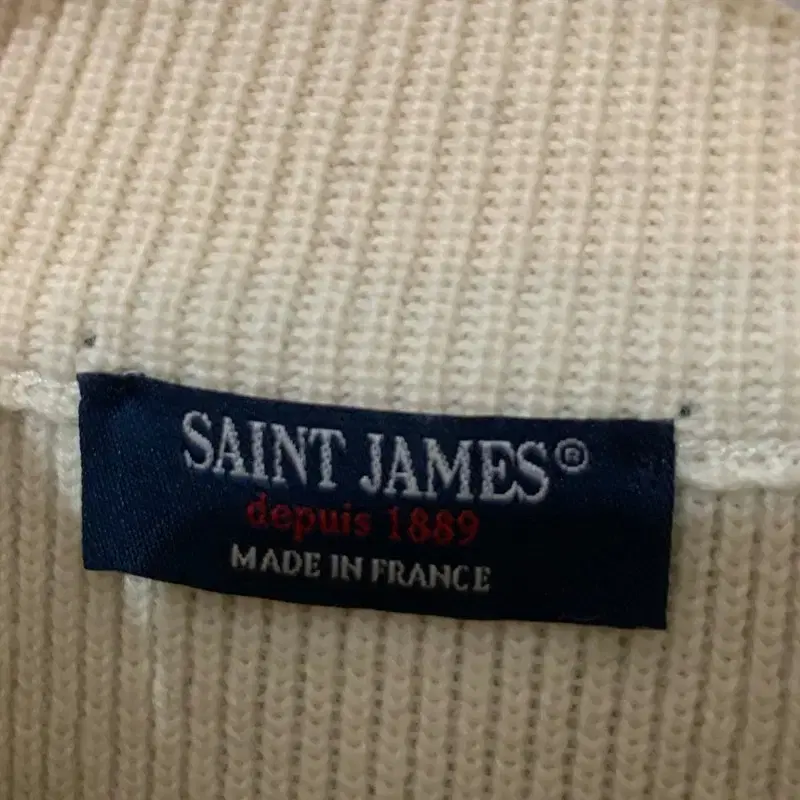 SAINT JAMES®
depuis 1889
MADE IN FRANCE